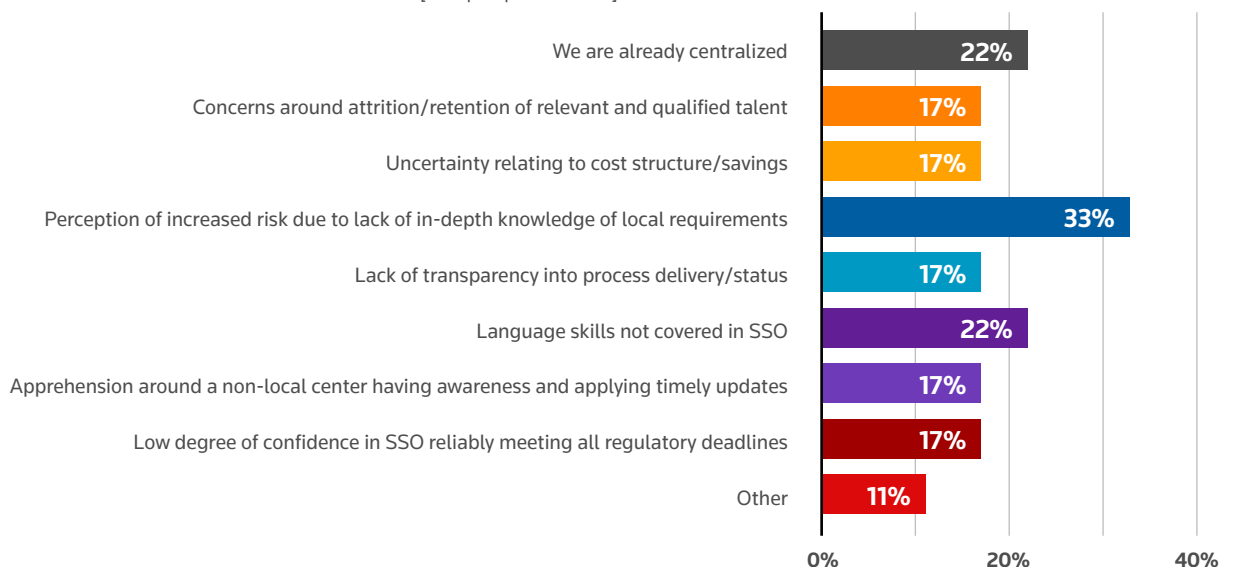 We are already centralized 22%
Concerns around attrition/retention of relevant and qualified talent 17%
Uncertainty relating to cost structure/savings 17%
Perception of increased risk due to lack of in-depth knowledge of local requirements 33%
Lack of transparency into process delivery/status 17%
Language skills not covered in SSO 22%
Apprehension around a non-local center having awareness and applying timely updates 17%
Low degree of confidence in SSO reliably meeting all regulatory deadlines 17%
Other 11%
0% 20% 40%